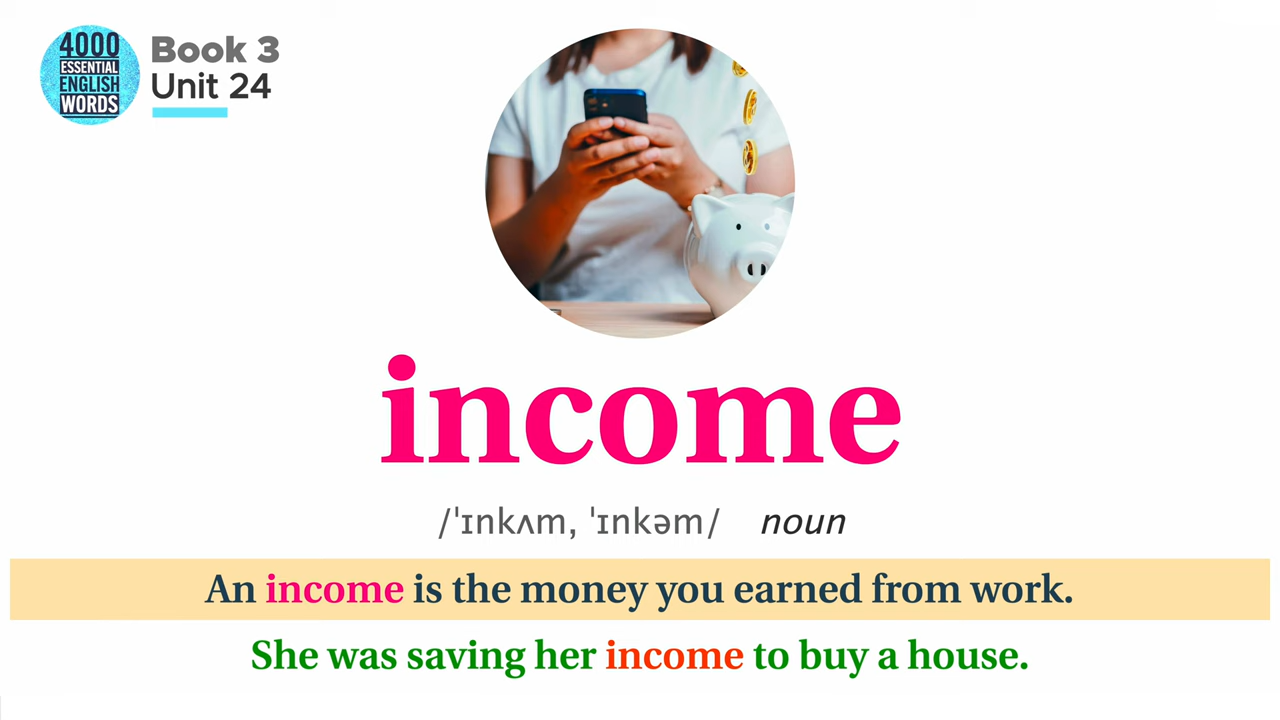 4000
ESSENTIAL
ENGLISH
WORDS
Book 3
Unit 24
income
/ˈɪnkʌm, ˈɪnkəm/ noun
An income is the money you earned from work.
She was saving her income to buy a house.